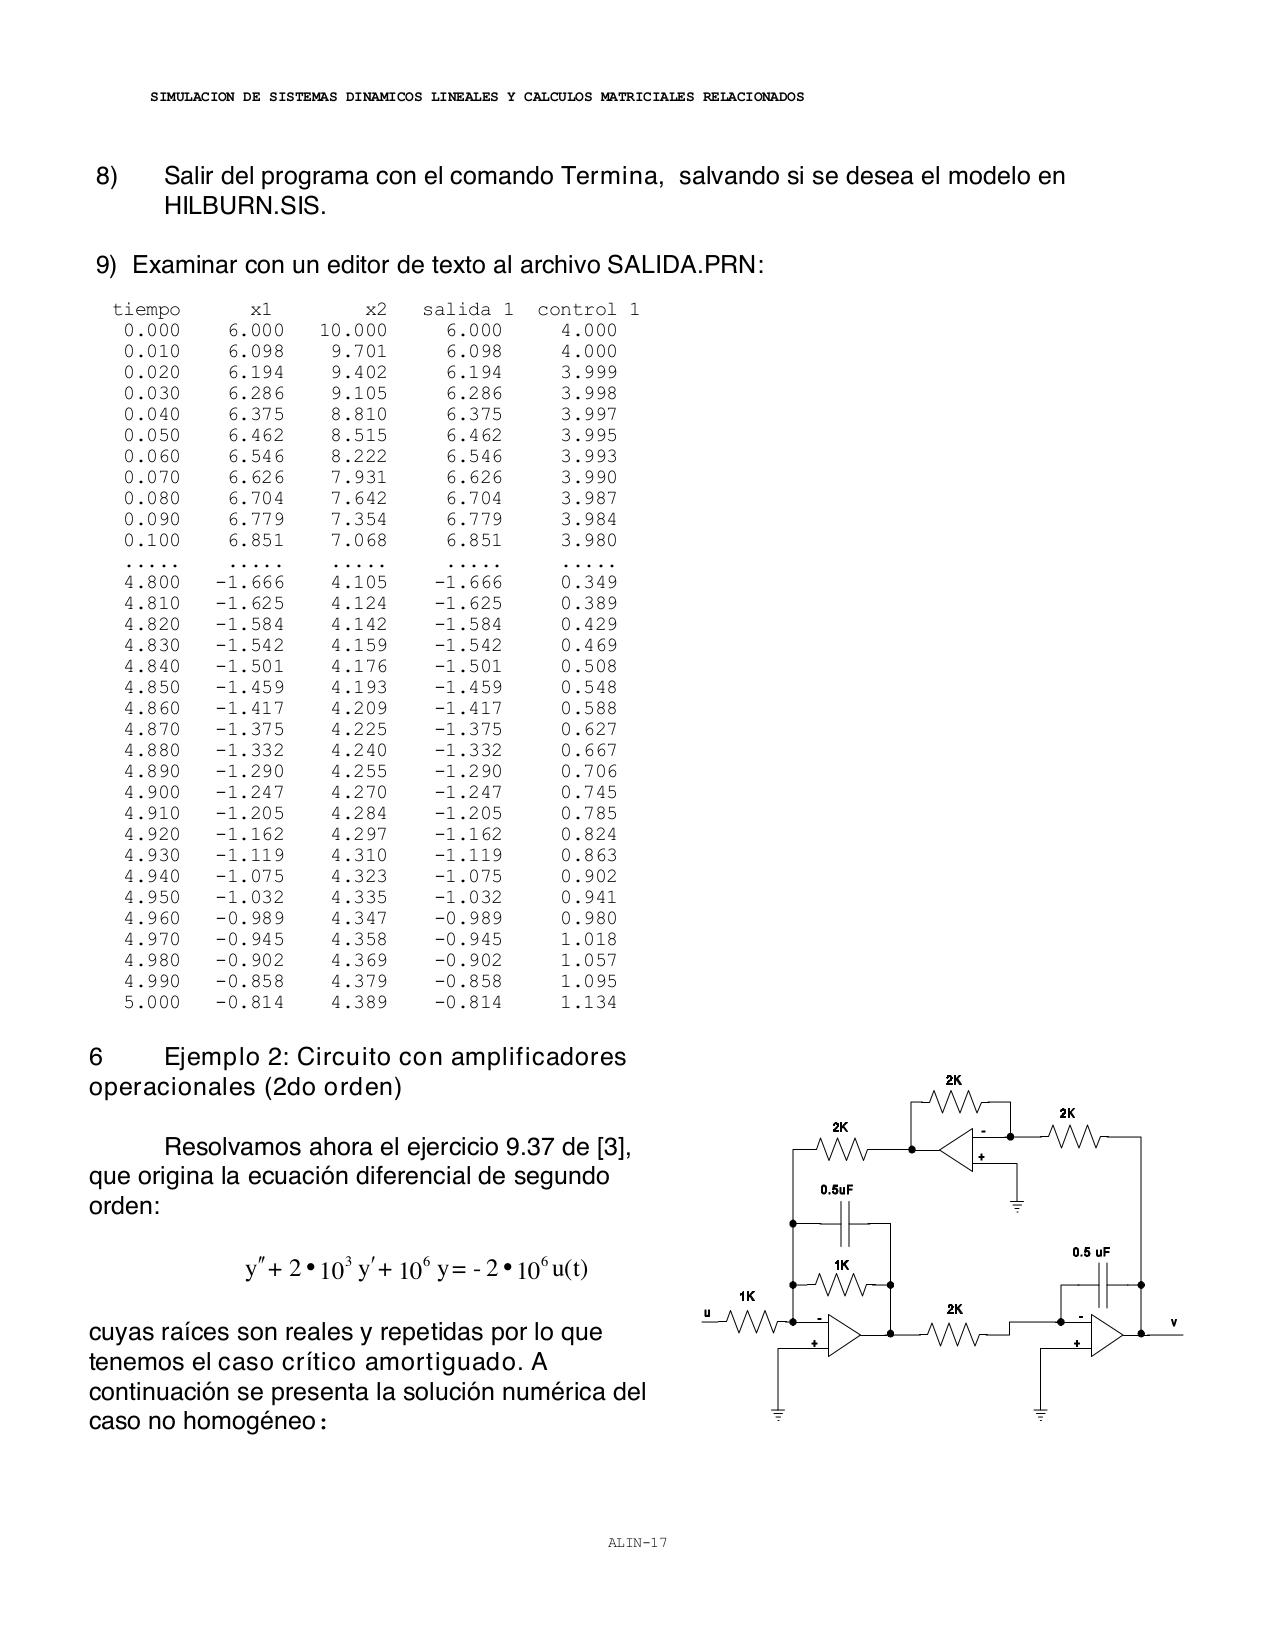 SIMULACION DE SISTEMAS DINAMICOS LINEALES Y CALCULOS MATRICIALES RELACIONADOS
8) Salir del programa con el comando Termina, salvando si se desea el modelo en
HILBURN.SIS.
9) Examinar con un editor de texto al archivo SALIDA.PRN:
tiempo x1 x2 salida 1 control 1
0.000 6.000 10.000 6.000 4.000
0.010 6.098 9.701 6.098 4.000
0.020 6.194 9.402 6.194 3.999
0.030 6.286 9.105 6.286 3.998
0.040 6.375 8.810 6.375 3.997
0.050 6.462 8.515 6.462 3.995
0.060 6.546 8.222 6.546 3.993
0.070 6.626 7.931 6.626 3.990
0.080 6.704 7.642 6.704 3.987
0.090 6.779 7.354 6.779 3.984
0.100 6.851 7.068 6.851 3.980
..... ..... ..... ..... .....
4.800 -1.666 4.105 -1.666 0.349
4.810 -1.625 4.124 -1.625 0.389
4.820 -1.584 4.142 -1.584 0.429
4.830 -1.542 4.159 -1.542 0.469
4.840 -1.501 4.176 -1.501 0.508
4.850 -1.459 4.193 -1.459 0.548
4.860 -1.417 4.209 -1.417 0.588
4.870 -1.375 4.225 -1.375 0.627
4.880 -1.332 4.240 -1.332 0.667
4.890 -1.290 4.255 -1.290 0.706
4.900 -1.247 4.270 -1.247 0.745
4.910 -1.205 4.284 -1.205 0.785
4.920 -1.162 4.297 -1.162 0.824
4.930 -1.119 4.310 -1.119 0.863
4.940 -1.075 4.323 -1.075 0.902
4.950 -1.032 4.335 -1.032 0.941
4.960 -0.989 4.347 -0.989 0.980
4.970 -0.945 4.358 -0.945 1.018
4.980 -0.902 4.369 -0.902 1.057
4.990 -0.858 4.379 -0.858 1.095
5.000 -0.814 4.389 -0.814 1.134
6 Ejemplo 2: Circuito con amplificadores
operacionales (2do orden)
Resolvamos ahora el ejercicio 9.37 de [3],
que origina la ecuación diferencial de segundo
orden:
y″ + 2 • 10³ y′ + 10⁶ y = - 2 • 10⁶ u(t)
cuyas raíces son reales y repetidas por lo que
tenemos el caso crítico amortiguado. A
continuación se presenta la solución numérica del
caso no homogéneo:
2K
2K
2K
-
+
0.5uF
0.5 uF
1K
1K
2K
u
-
+
-
+
v
ALIN-17